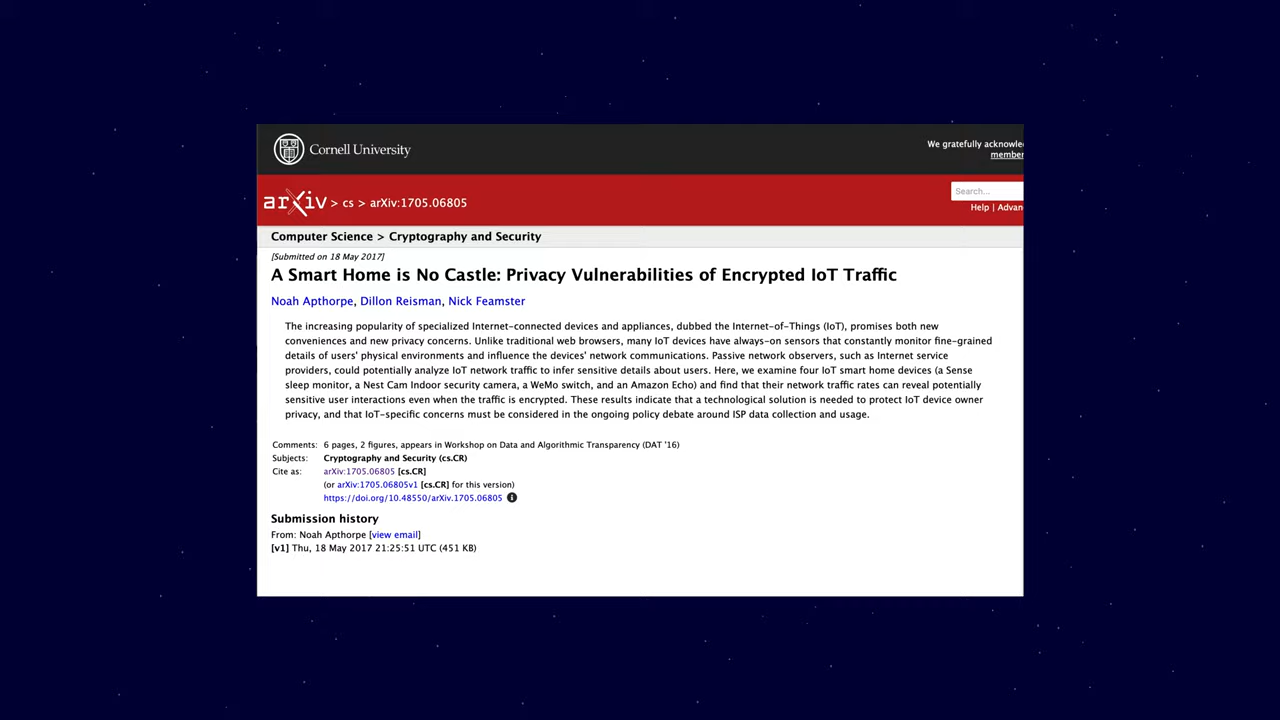 Cornell University
We gratefully acknowle
member
arXiv > cs > arXiv:1705.06805
Search...
Help | Advan
Computer Science > Cryptography and Security
[Submitted on 18 May 2017]
A Smart Home is No Castle: Privacy Vulnerabilities of Encrypted IoT Traffic
Noah Apthorpe, Dillon Reisman, Nick Feamster
The increasing popularity of specialized Internet-connected devices and appliances, dubbed the Internet-of-Things (IoT), promises both new
conveniences and new privacy concerns. Unlike traditional web browsers, many IoT devices have always-on sensors that constantly monitor fine-grained
details of users' physical environments and influence the devices' network communications. Passive network observers, such as Internet service
providers, could potentially analyze IoT network traffic to infer sensitive details about users. Here, we examine four IoT smart home devices (a Sense
sleep monitor, a Nest Cam Indoor security camera, a WeMo switch, and an Amazon Echo) and find that their network traffic rates can reveal potentially
sensitive user interactions even when the traffic is encrypted. These results indicate that a technological solution is needed to protect IoT device owner
privacy, and that IoT-specific concerns must be considered in the ongoing policy debate around ISP data collection and usage.
Comments: 6 pages, 2 figures, appears in Workshop on Data and Algorithmic Transparency (DAT '16)
Subjects: Cryptography and Security (cs.CR)
Cite as: arXiv:1705.06805 [cs.CR]
(or arXiv:1705.06805v1 [cs.CR] for this version)
https://doi.org/10.48550/arXiv.1705.06805
Submission history
From: Noah Apthorpe [view email]
[v1] Thu, 18 May 2017 21:25:51 UTC (451 KB)